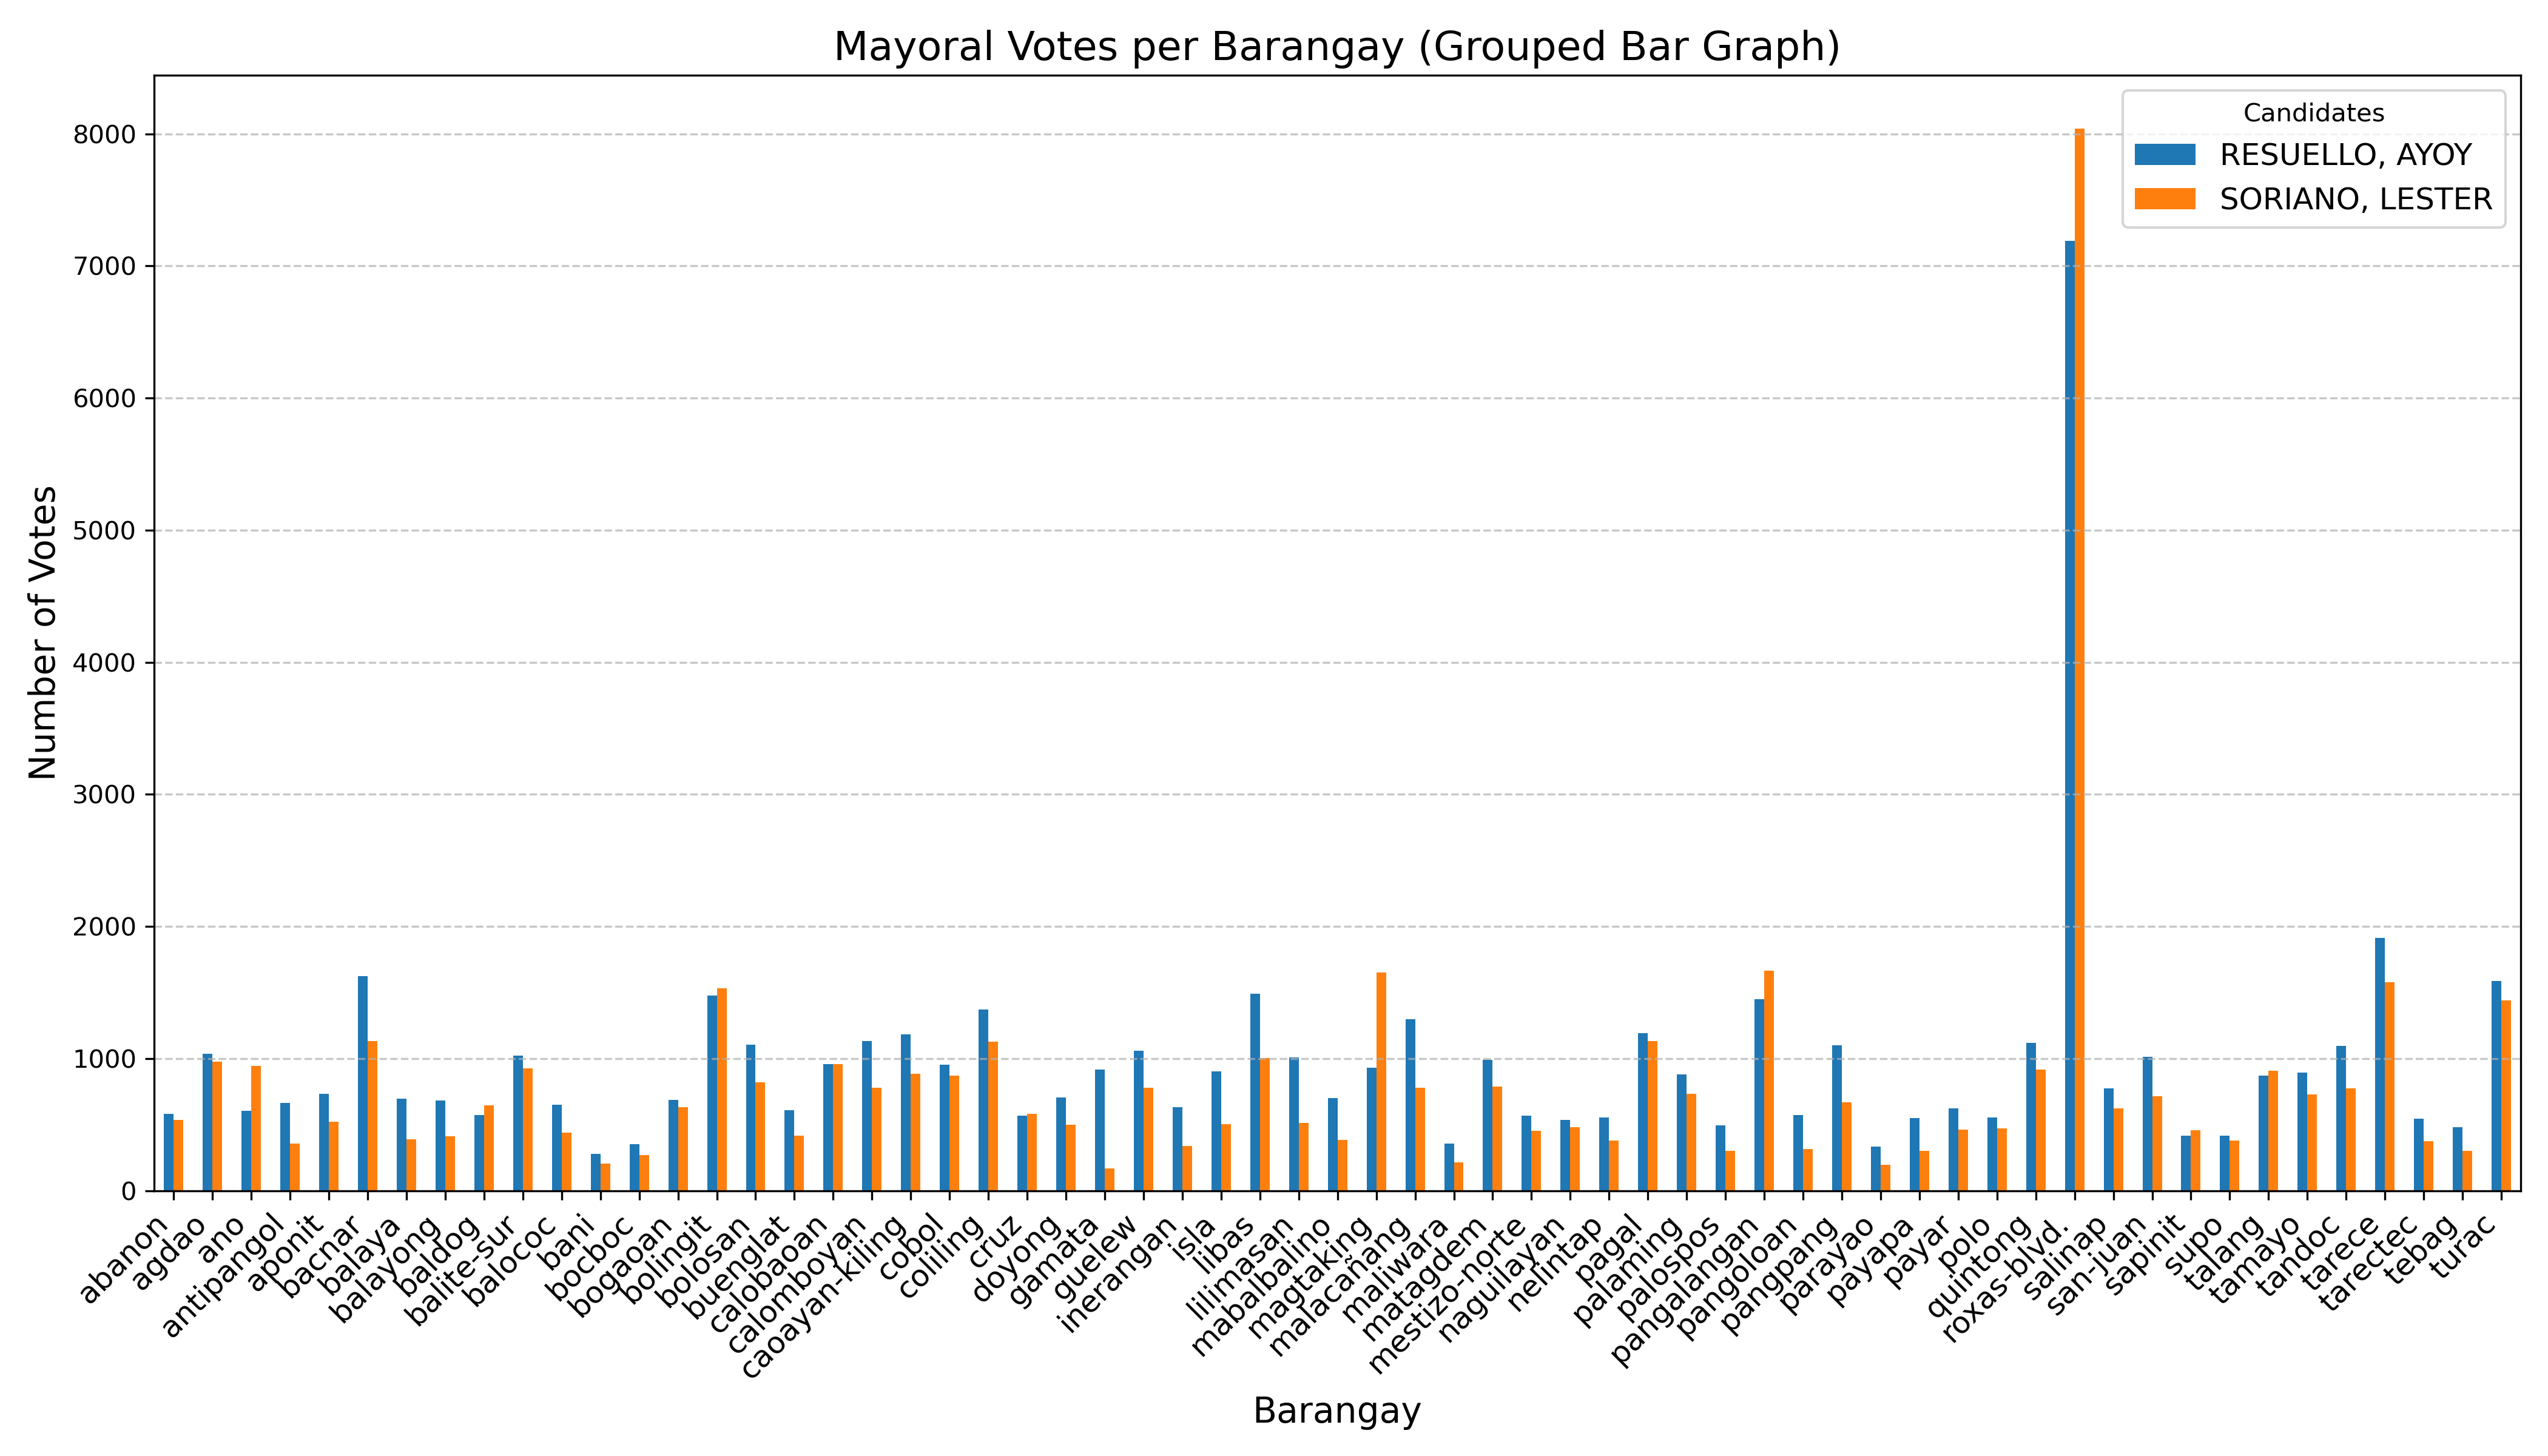 Mayoral Votes per Barangay (Grouped Bar Graph)
Candidates
RESUELLO, AYOY
SORIANO, LESTER
Number of Votes
8000
7000
6000
5000
4000
3000
2000
1000
0
abanon
agdao
ano
antipangol
aponit
bacnar
balaya
balayong
baldog
balite-sur
balococ
bani
bocboc
bogaoan
bolingit
bolosan
buenglat
calobaoan
calomboyan
caoayan-kiling
cobol
coliling
cruz
doyong
gamata
guelew
inerangan
isla
libas
lilimasan
mabalbalino
magtaking
malacañang
maliwara
matagdem
mestizo-norte
naguilayan
nelintap
pagal
palaming
palospos
pangalangan
pangoloan
pangpang
parayao
payapa
payar
polo
quintong
roxas-blvd.
salinap
san-juan
sapinit
supo
talang
tamayo
tandoc
tarece
tarectec
tebag
turac
Barangay